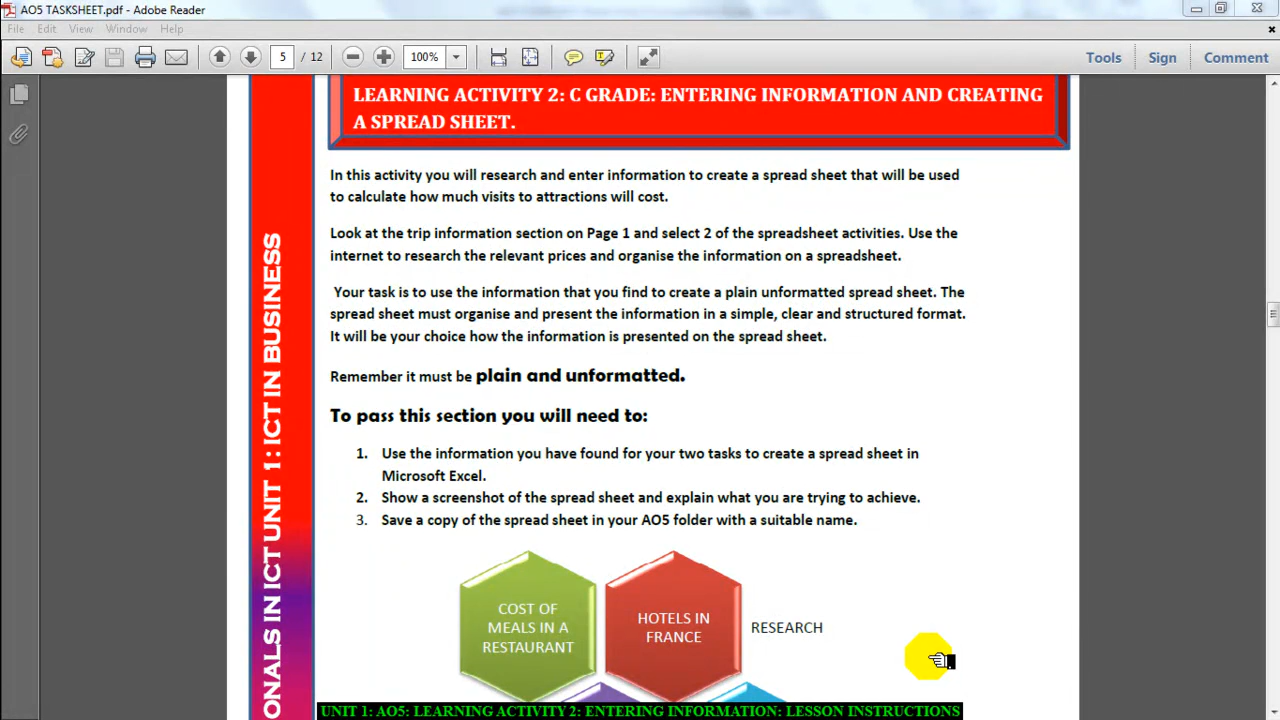 AO5 TASKSHEET.pdf - Adobe Reader
File Edit View Window Help
5 / 12 100% Tools Sign Comment
LEARNING ACTIVITY 2: C GRADE: ENTERING INFORMATION AND CREATING
A SPREAD SHEET.
In this activity you will research and enter information to create a spread sheet that will be used
to calculate how much visits to attractions will cost.
Look at the trip information section on Page 1 and select 2 of the spreadsheet activities. Use the
internet to research the relevant prices and organise the information on a spreadsheet.
Your task is to use the information that you find to create a plain unformatted spread sheet. The
spread sheet must organise and present the information in a simple, clear and structured format.
It will be your choice how the information is presented on the spread sheet.
Remember it must be plain and unformatted.
To pass this section you will need to:
1. Use the information you have found for your two tasks to create a spread sheet in
Microsoft Excel.
2. Show a screenshot of the spread sheet and explain what you are trying to achieve.
3. Save a copy of the spread sheet in your AO5 folder with a suitable name.
COST OF
MEALS IN A
RESTAURANT
HOTELS IN
FRANCE
RESEARCH
ONALS IN ICT UNIT 1: ICT IN BUSINESS
UNIT 1: AO5: LEARNING ACTIVITY 2: ENTERING INFORMATION: LESSON INSTRUCTIONS